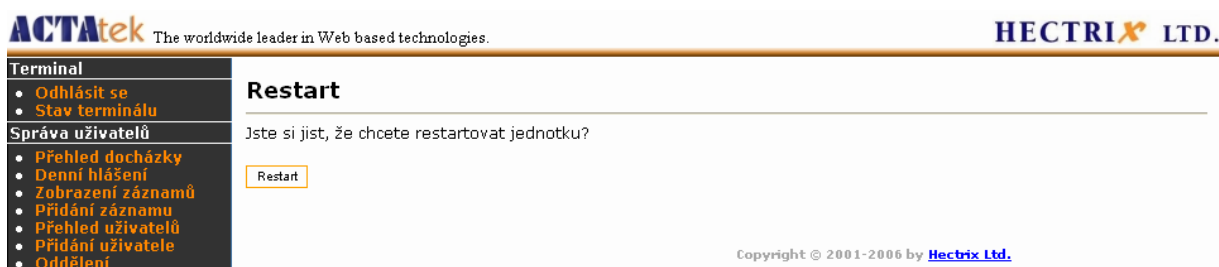 ACTAtek The worldwide leader in Web based technologies.
HECTRIX LTD.
Terminal
Odhlásit se
Stav terminálu
Správa uživatelů
Přehled docházky
Denní hlášení
Zobrazení záznamů
Přidání záznamu
Přehled uživatelů
Přidání uživatele
Oddělení
Restart
Jste si jist, že chcete restartovat jednotku?
Restart
Copyright © 2001-2006 by Hectrix Ltd.